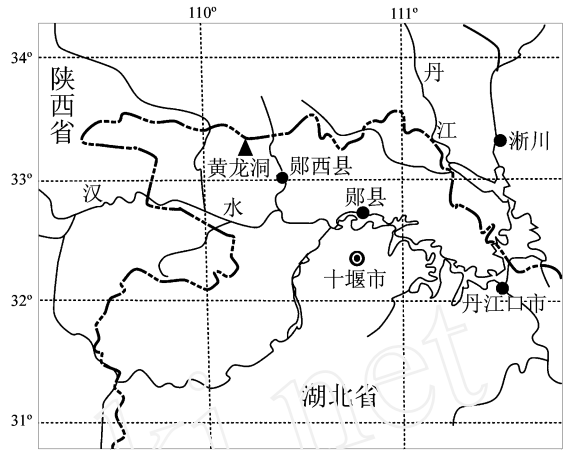 110° 111°
34°
陕西省
丹江
淅川
黄龙洞
郧西县
33°
汉水
郧县
十堰市
32°
丹江口市
湖北省
31°